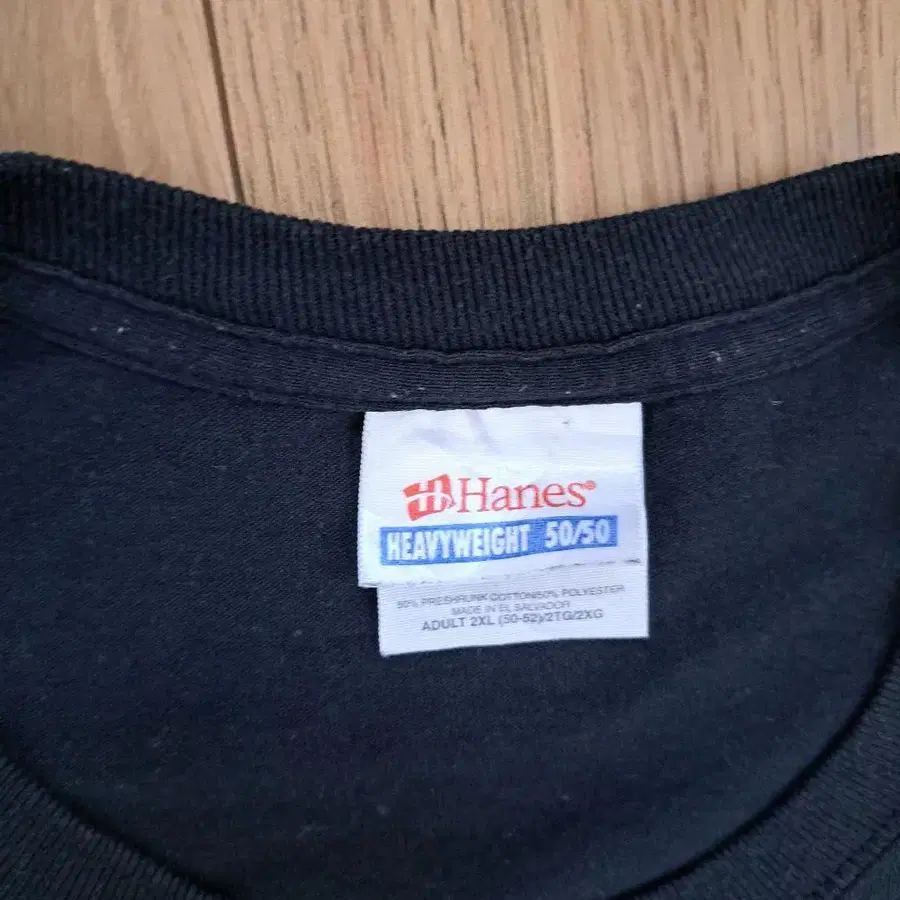 Hanes®
HEAVYWEIGHT 50/50
50% PRESHRUNK COTTON/50% POLYESTER
MADE IN EL SALVADOR
ADULT 2XL (50-52)/2TG/2XG